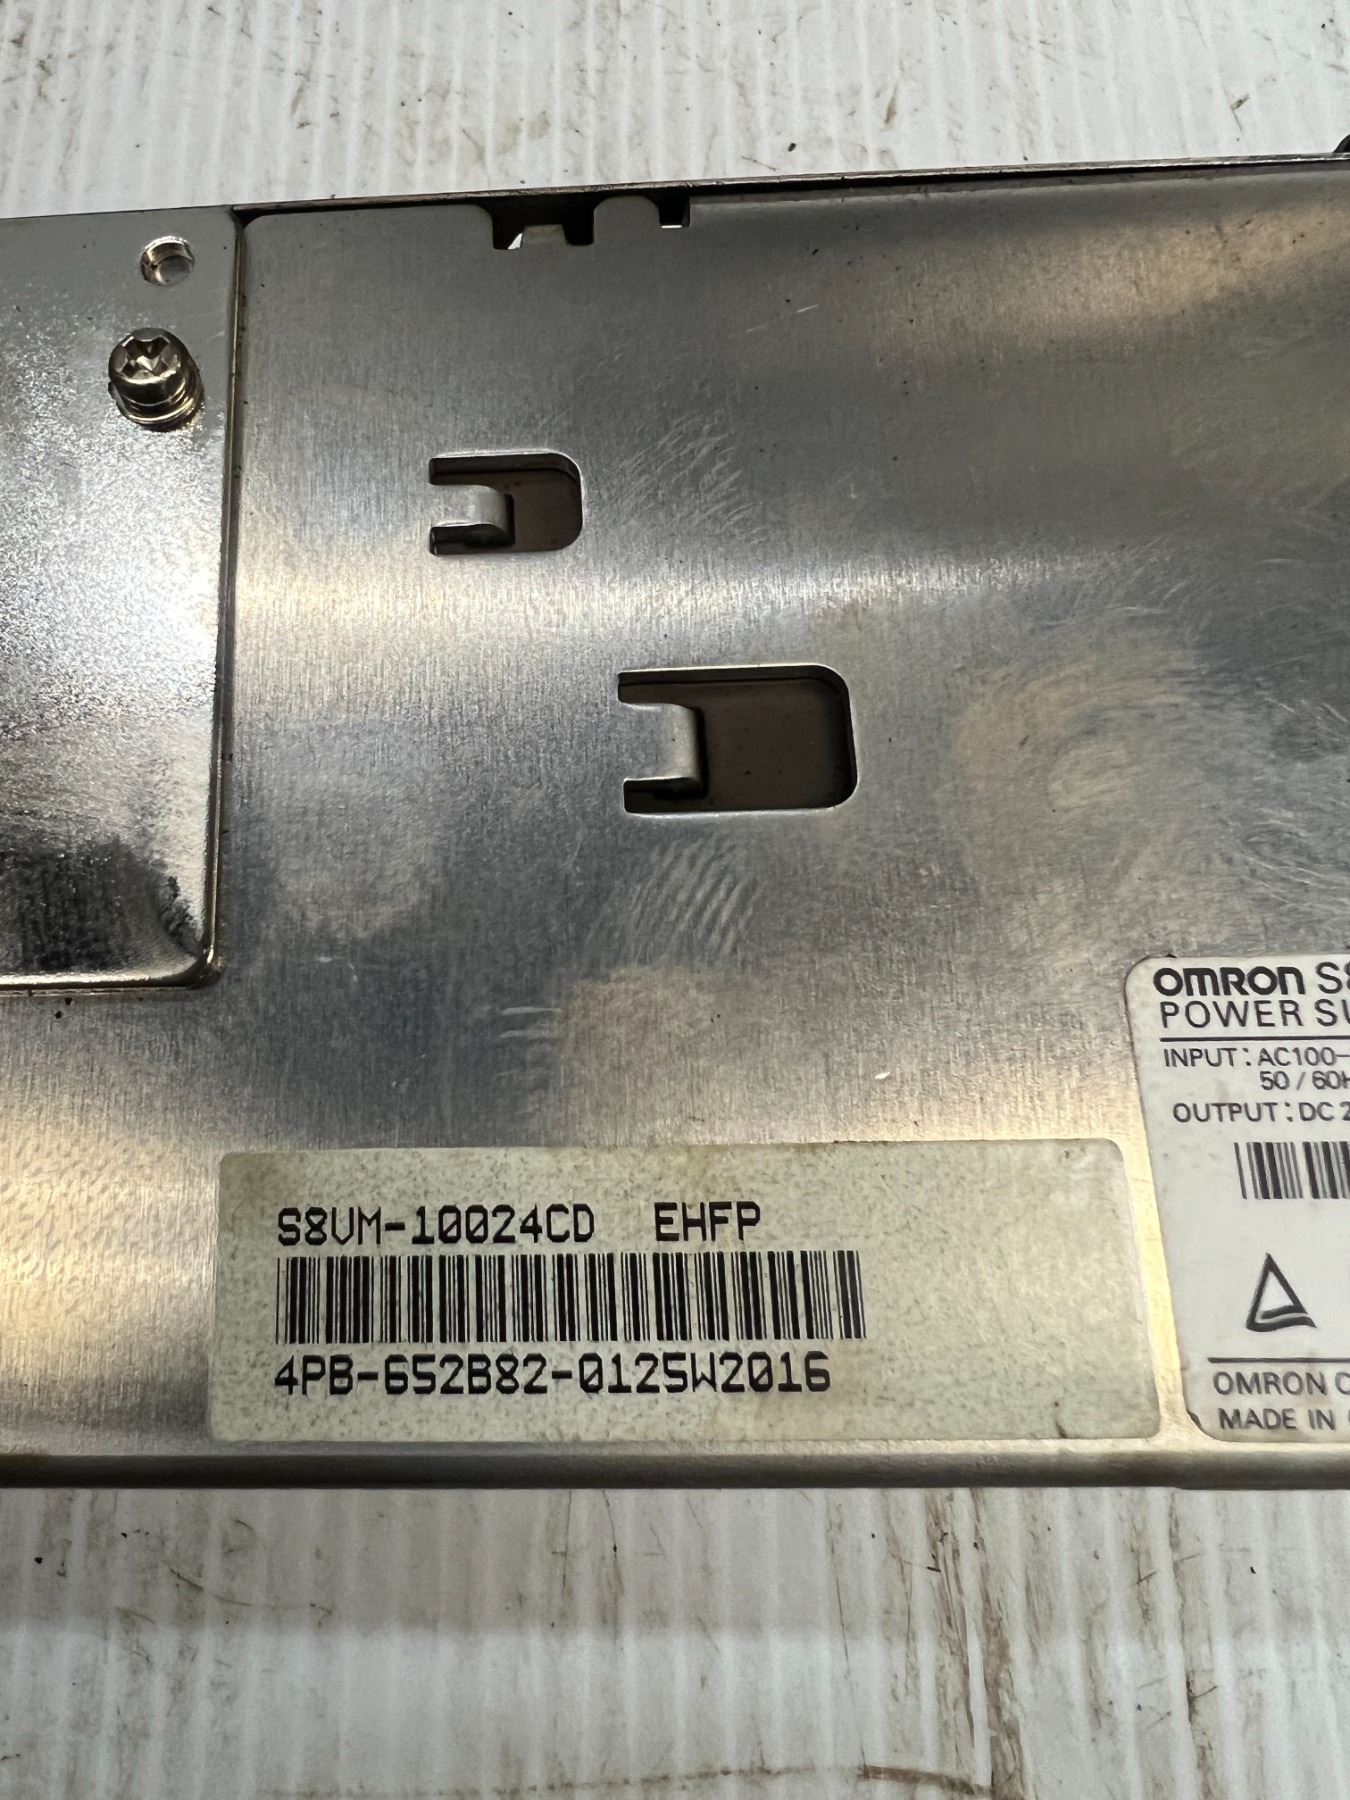 OMRON S8
POWER SU
INPUT : AC100-
50 / 60H
OUTPUT : DC 2
S8VM-10024CD EHFP
4PB-652B82-0125W2016
OMRON C
MADE IN